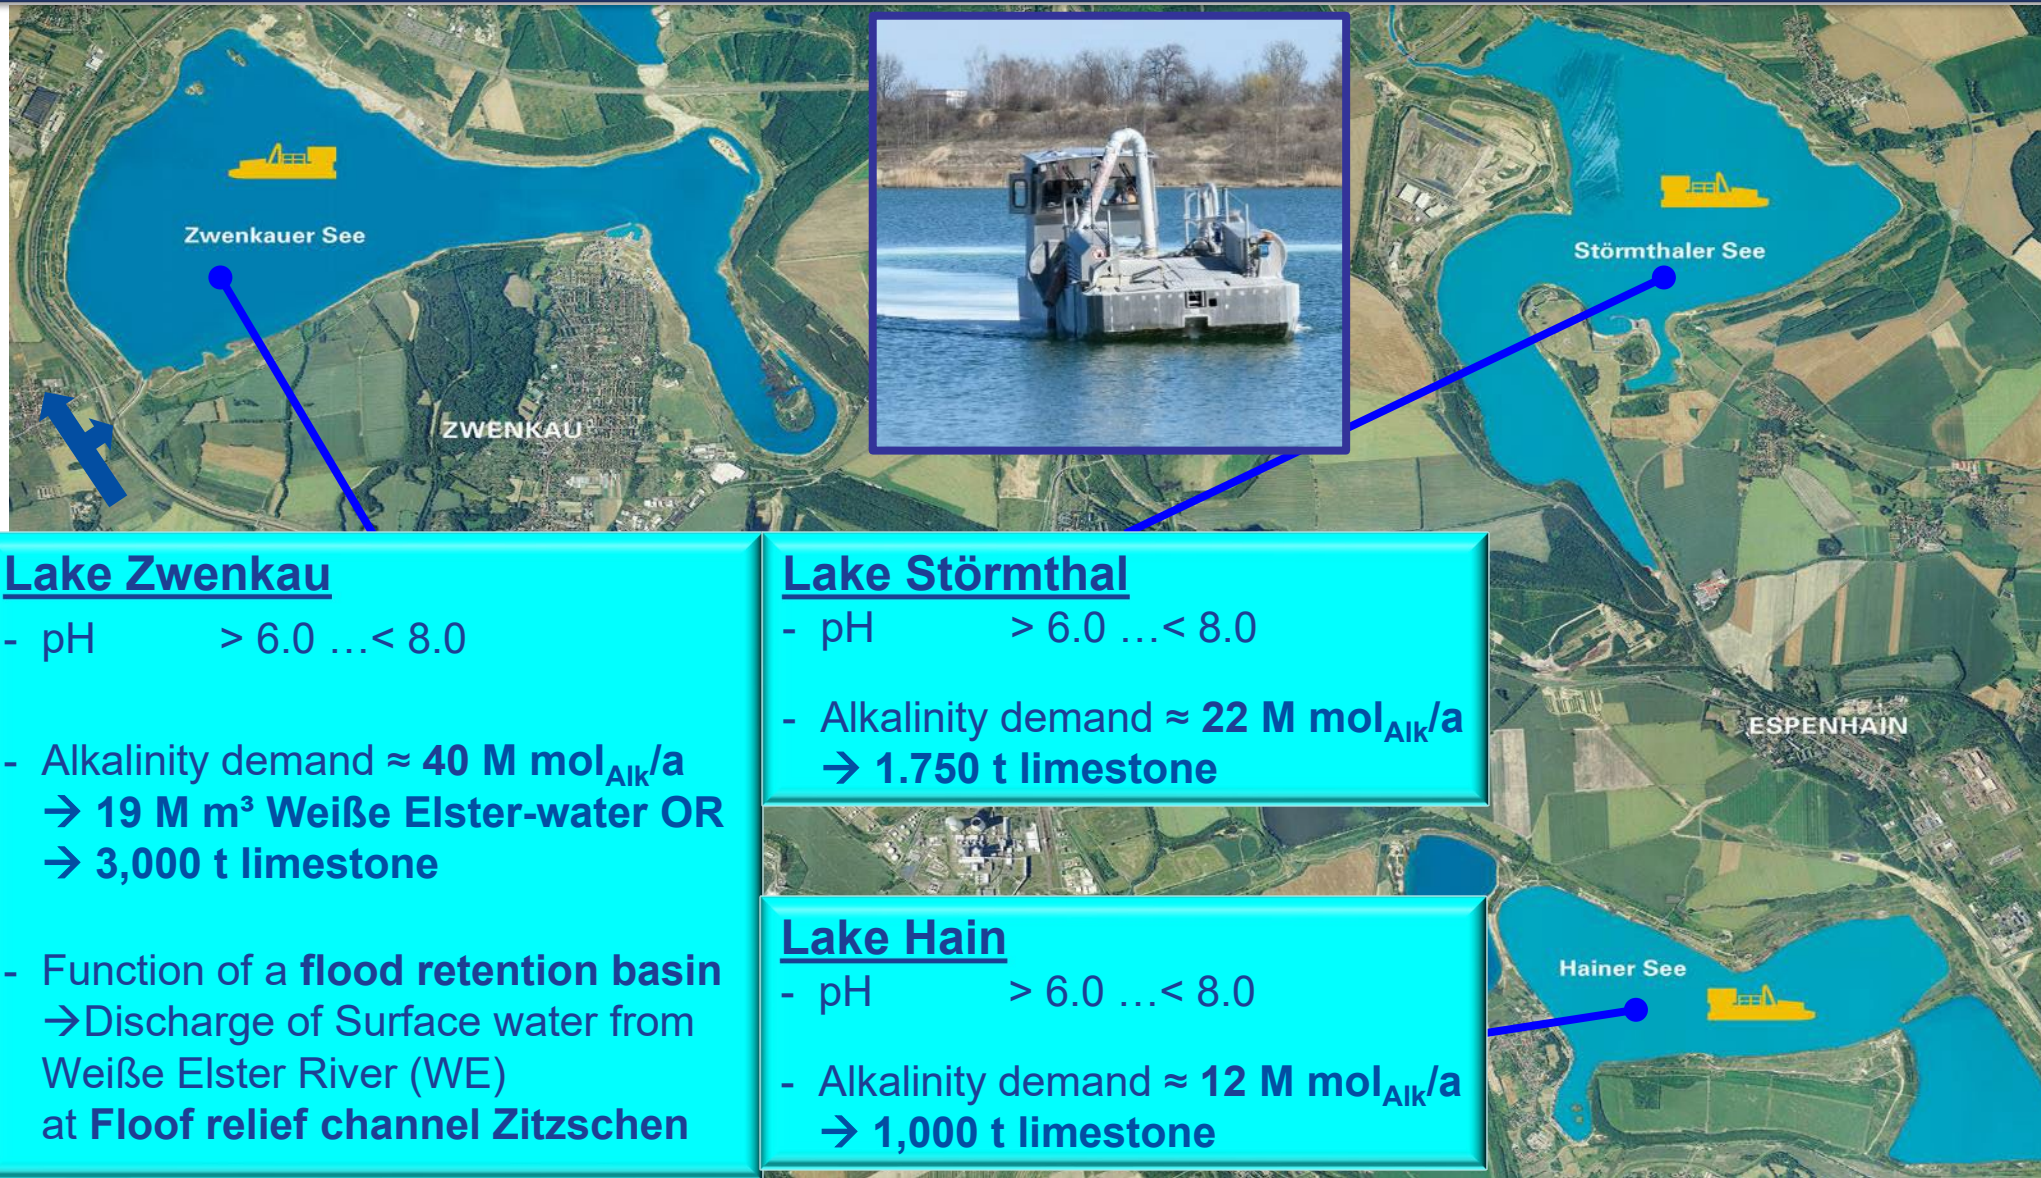 Zwenkauer See
ZWENKAU
Störmthaler See
ESPENHAIN
Hainer See
Lake Zwenkau
- pH > 6.0 …< 8.0
- Alkalinity demand ≈ 40 M molAlk/a
→ 19 M m³ Weiße Elster-water OR
→ 3,000 t limestone
- Function of a flood retention basin
→Discharge of Surface water from
Weiße Elster River (WE)
at Floof relief channel Zitzschen
Lake Störmthal
- pH > 6.0 …< 8.0
- Alkalinity demand ≈ 22 M molAlk/a
→ 1.750 t limestone
Lake Hain
- pH > 6.0 …< 8.0
- Alkalinity demand ≈ 12 M molAlk/a
→ 1,000 t limestone